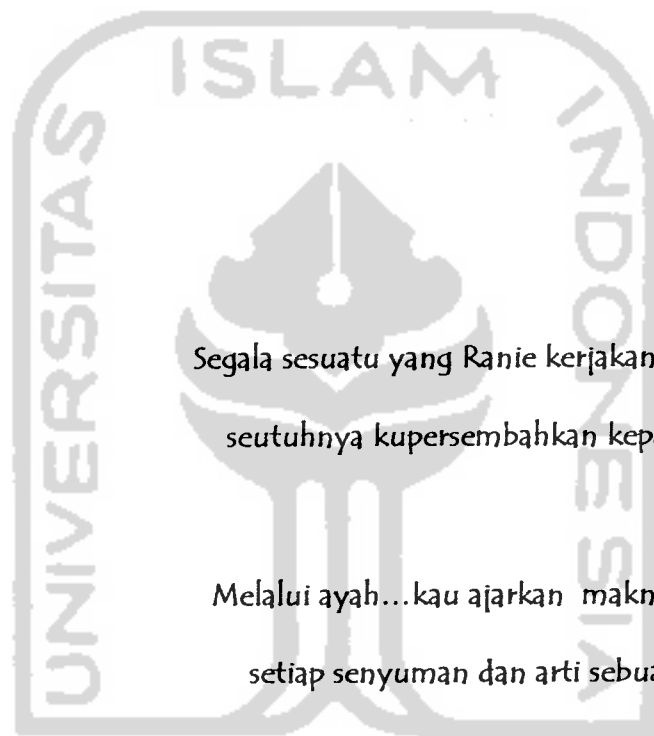 ISLAM
UNIVERSITAS
INDONESIA
Segala sesuatu yang Ranie kerjakan
seutuhnya kupersembahkan kep
Melalui ayah...kau ajarkan makn
setiap senyuman dan arti sebua